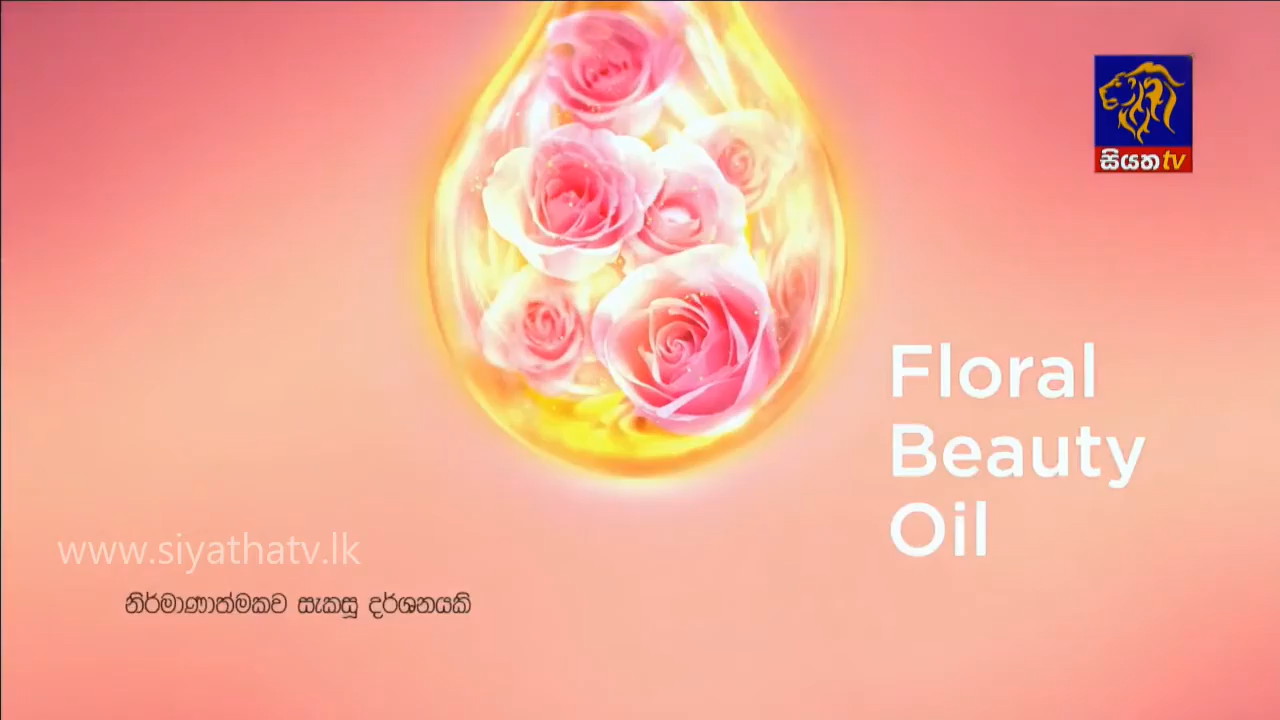 සියත tv
Floral
Beauty
Oil
www.siyathatv.lk
නිර්මාණාත්මකව සැකසූ දර්ශනයකි